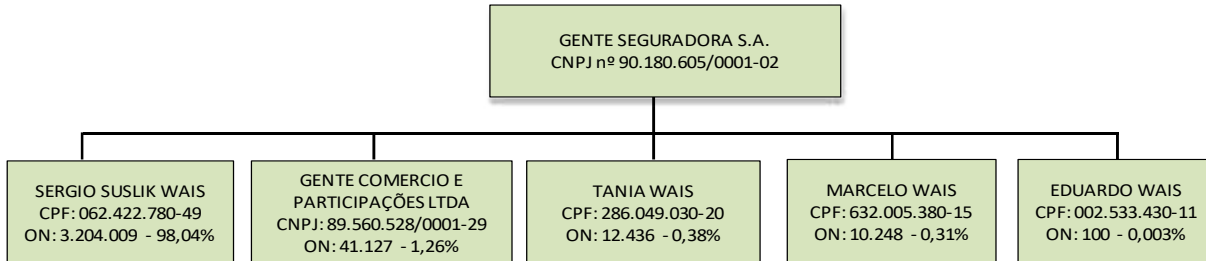 GENTE SEGURADORA S.A.
CNPJ nº 90.180.605/0001-02
SERGIO SUSLIK WAIS
CPF: 062.422.780-49
ON: 3.204.009 - 98,04%
GENTE COMERCIO E
PARTICIPAÇÕES LTDA
CNPJ: 89.560.528/0001-29
ON: 41.127 - 1,26%
TANIA WAIS
CPF: 286.049.030-20
ON: 12.436 - 0,38%
MARCELO WAIS
CPF: 632.005.380-15
ON: 10.248 - 0,31%
EDUARDO WAIS
CPF: 002.533.430-11
ON: 100 - 0,003%